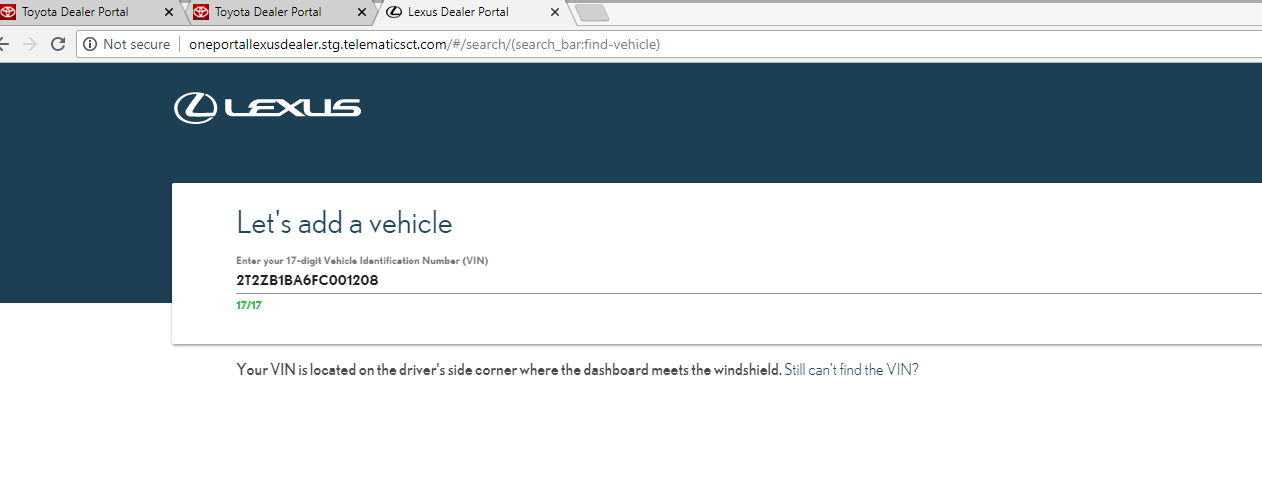 Toyota Dealer Portal Toyota Dealer Portal Lexus Dealer Portal
Not secure oneportallexusdealer.stg.telematicsct.com/#/search/(search_bar:find-vehicle)
LEXUS
Let's add a vehicle
Enter your 17-digit Vehicle Identification Number (VIN)
2T2ZB1BA6FC001208
17/17
Your VIN is located on the driver's side corner where the dashboard meets the windshield. Still can't find the VIN?